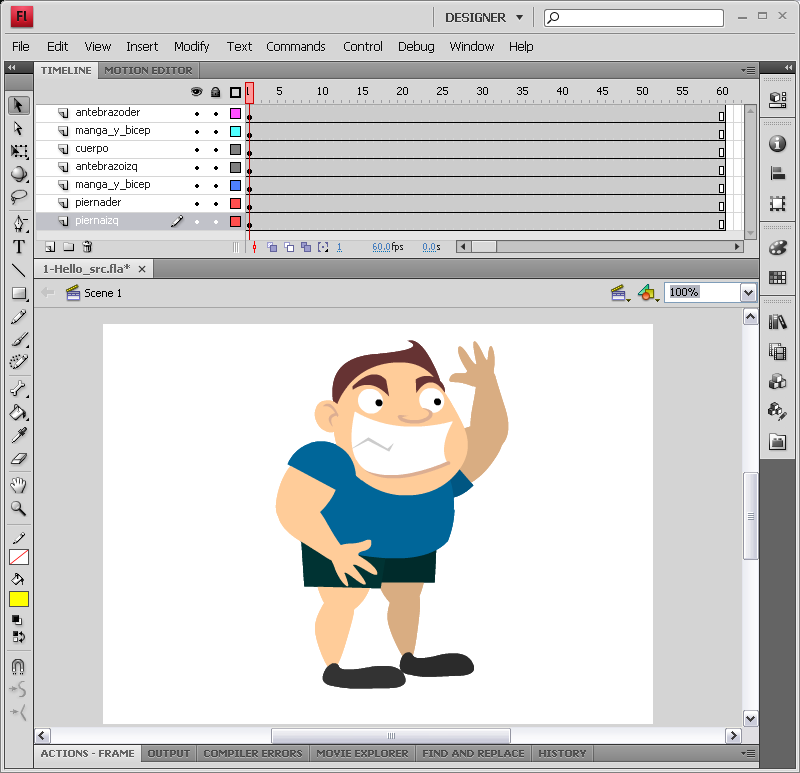 Fl DESIGNER
File Edit View Insert Modify Text Commands Control Debug Window Help
TIMELINE MOTION EDITOR
1 5 10 15 20 25 30 35 40 45 50 55 60
antebrazoder
manga_y_bicep
cuerpo
antebrazoizq
manga_y_bicep
piernader
piernaizq
1 60.0fps 0.0s
1-Hello_src.fla*
Scene 1 100%
T
ACTIONS - FRAME OUTPUT COMPILER ERRORS MOVIE EXPLORER FIND AND REPLACE HISTORY